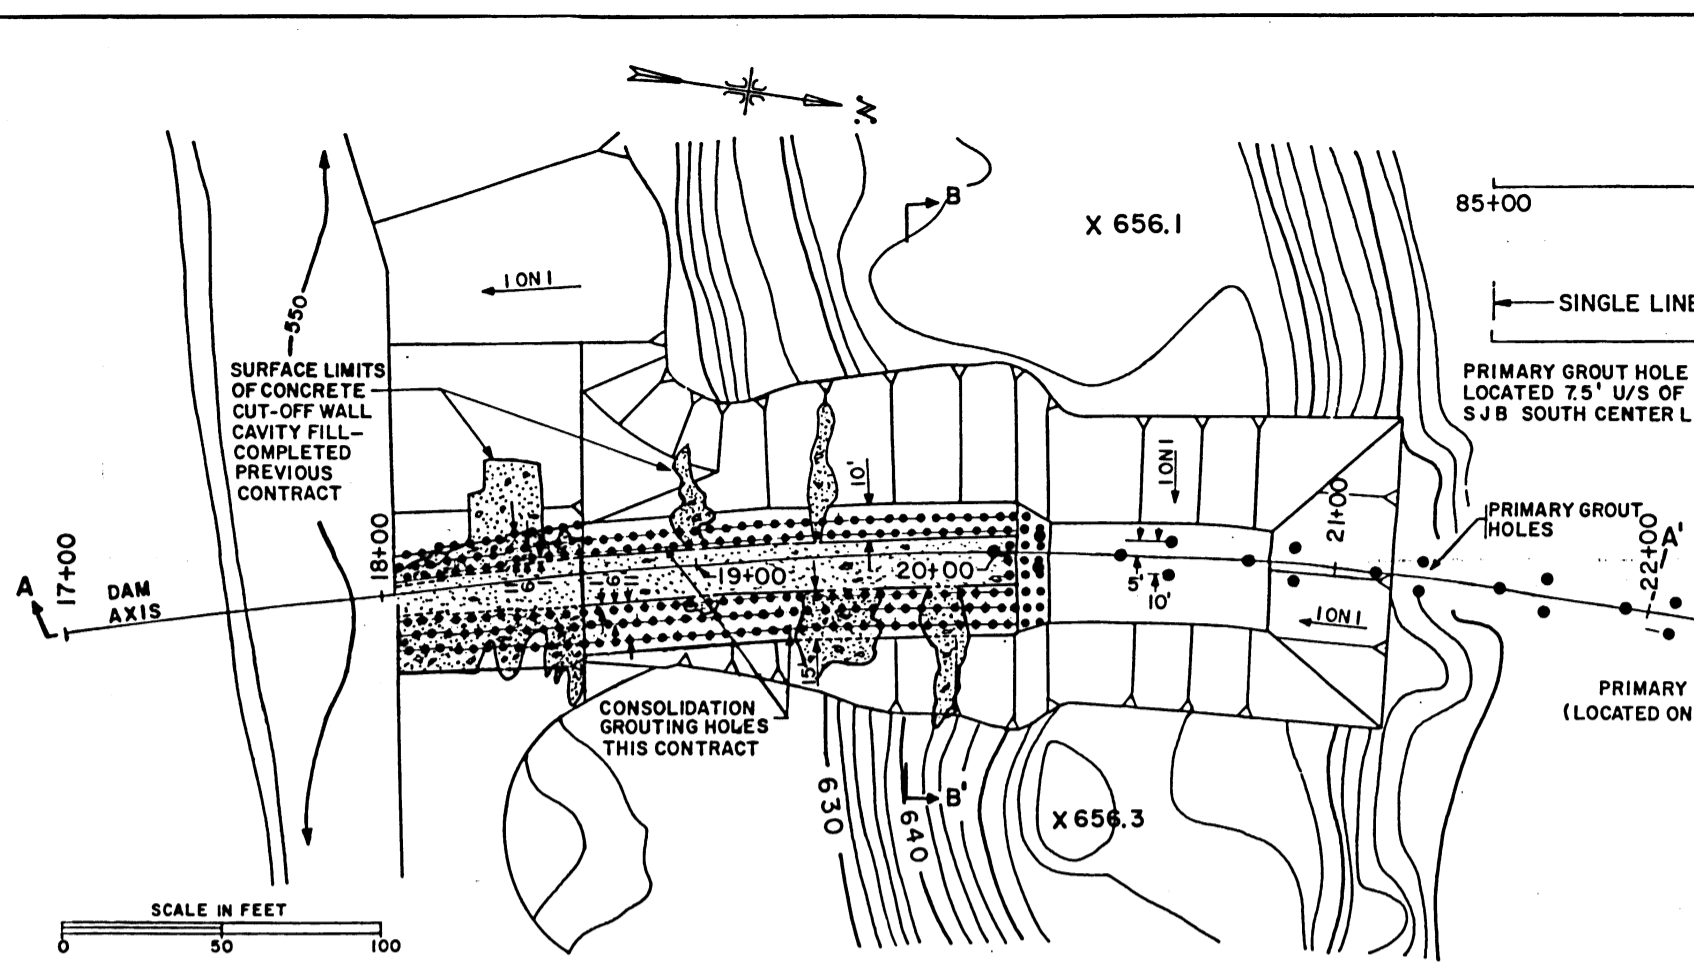 N.
B
X 656.1
85+00
1 ON 1
SINGLE LINE
550
SURFACE LIMITS
OF CONCRETE
CUT-OFF WALL
CAVITY FILL–
COMPLETED
PREVIOUS
CONTRACT
PRIMARY GROUT HOLE
LOCATED 7.5' U/S OF
SJB SOUTH CENTER L
10'
1 ON 1
21+00
PRIMARY GROUT
HOLES
22+00
A'
18+00
17+00
A
DAM
AXIS
19+00
20+00
5'
10'
1 ON 1
15'
CONSOLIDATION
GROUTING HOLES
THIS CONTRACT
PRIMARY
(LOCATED ON
630
640
B'
X 656.3
SCALE IN FEET
0 50 100